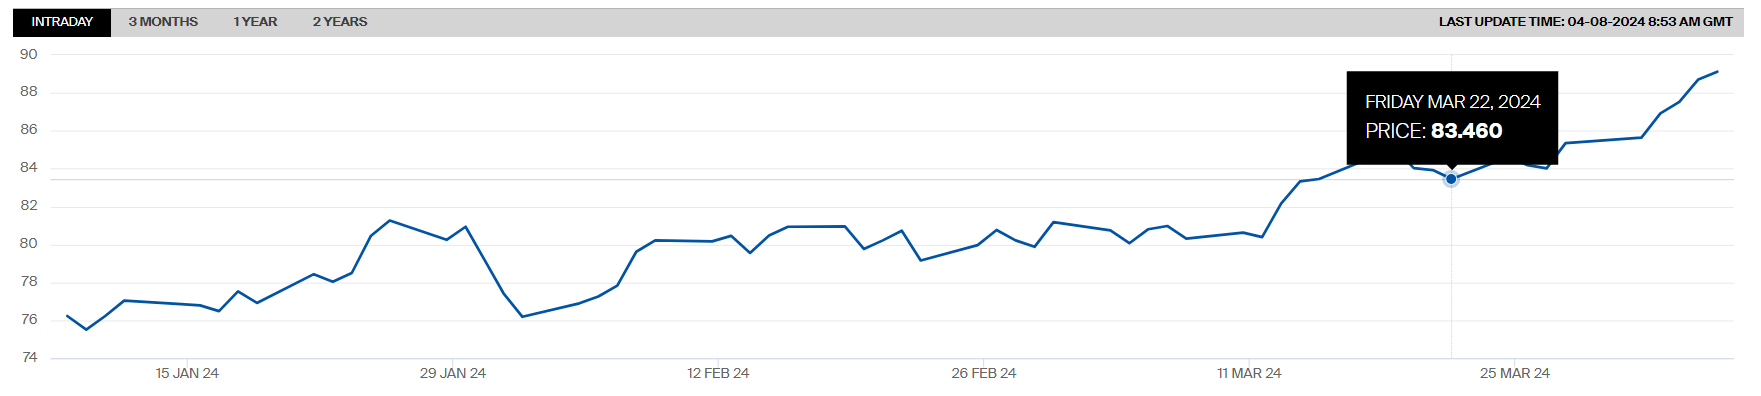 INTRADAY 3 MONTHS 1 YEAR 2 YEARS LAST UPDATE TIME: 04-08-2024 8:53 AM GMT
90
88
86
84
82
80
78
76
74
FRIDAY MAR 22, 2024
PRICE: 83.460
15 JAN 24 29 JAN 24 12 FEB 24 26 FEB 24 11 MAR 24 25 MAR 24